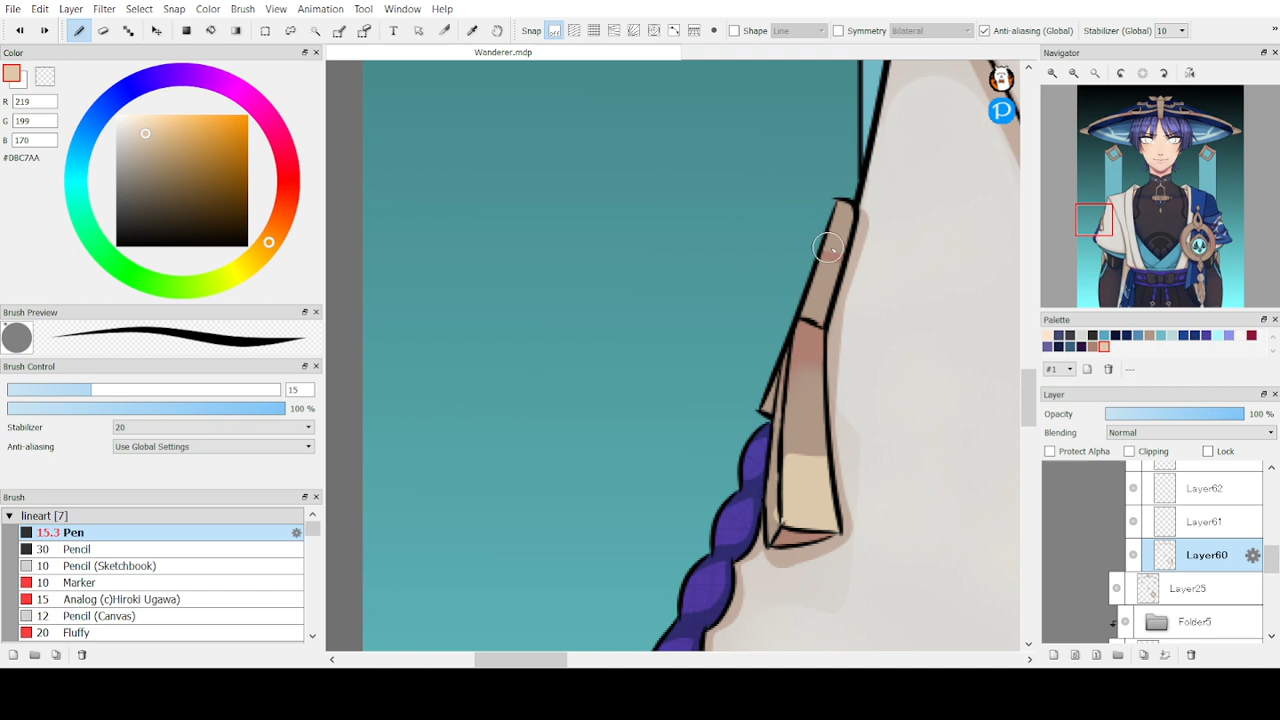 File Edit Layer Filter Select Snap Color Brush View Animation Tool Window Help
Snap Shape Line Symmetry Bilateral Anti-aliasing (Global) Stabilizer (Global) 10
Color
Wanderer.mdp
Navigator
R 219
G 199
B 170
#DBC7AA
Brush Preview
Brush Control
15
100 %
Stabilizer 20
Anti-aliasing Use Global Settings
Brush
lineart [7]
15.3 Pen
30 Pencil
10 Pencil (Sketchbook)
10 Marker
15 Analog (c)Hiroki Ugawa)
12 Pencil (Canvas)
20 Fluffy
Palette
#1 ---
Layer
Opacity 100 %
Blending Normal
Protect Alpha Clipping Lock
Layer62
Layer61
Layer60
Layer25
Folder5